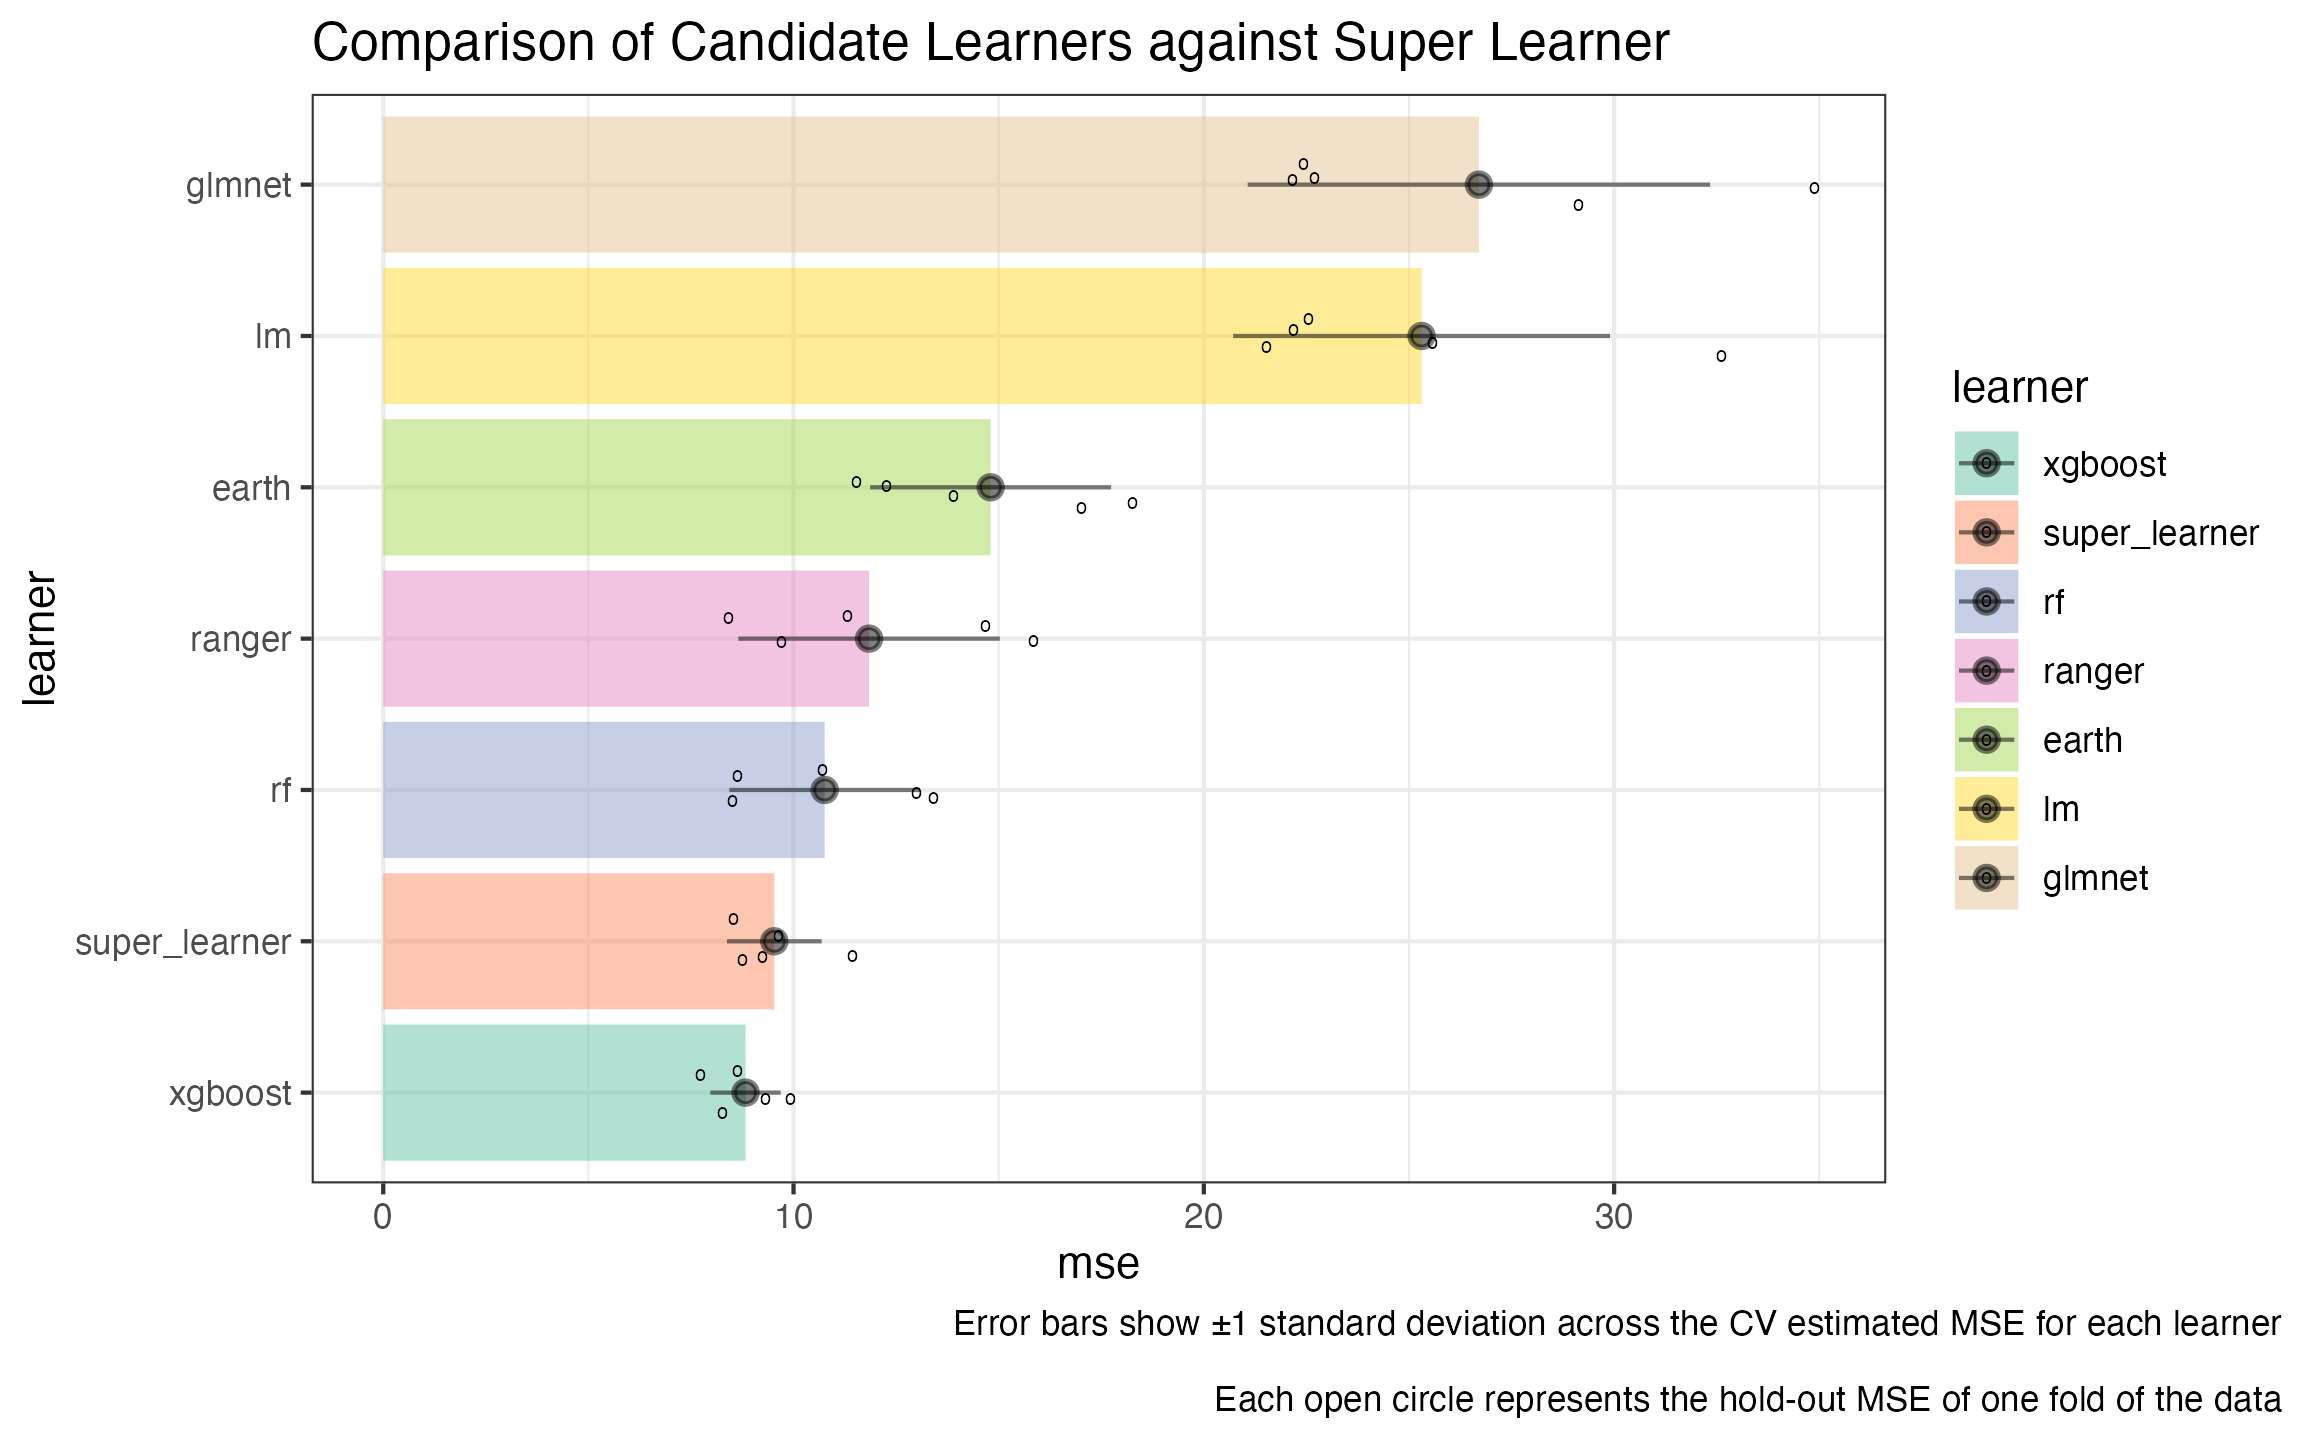 Comparison of Candidate Learners against Super Learner
learner
glmnet
lm
earth
ranger
rf
super_learner
xgboost
0 10 20 30
mse
learner
xgboost
super_learner
rf
ranger
earth
lm
glmnet
Error bars show ±1 standard deviation across the CV estimated MSE for each learner
Each open circle represents the hold-out MSE of one fold of the data